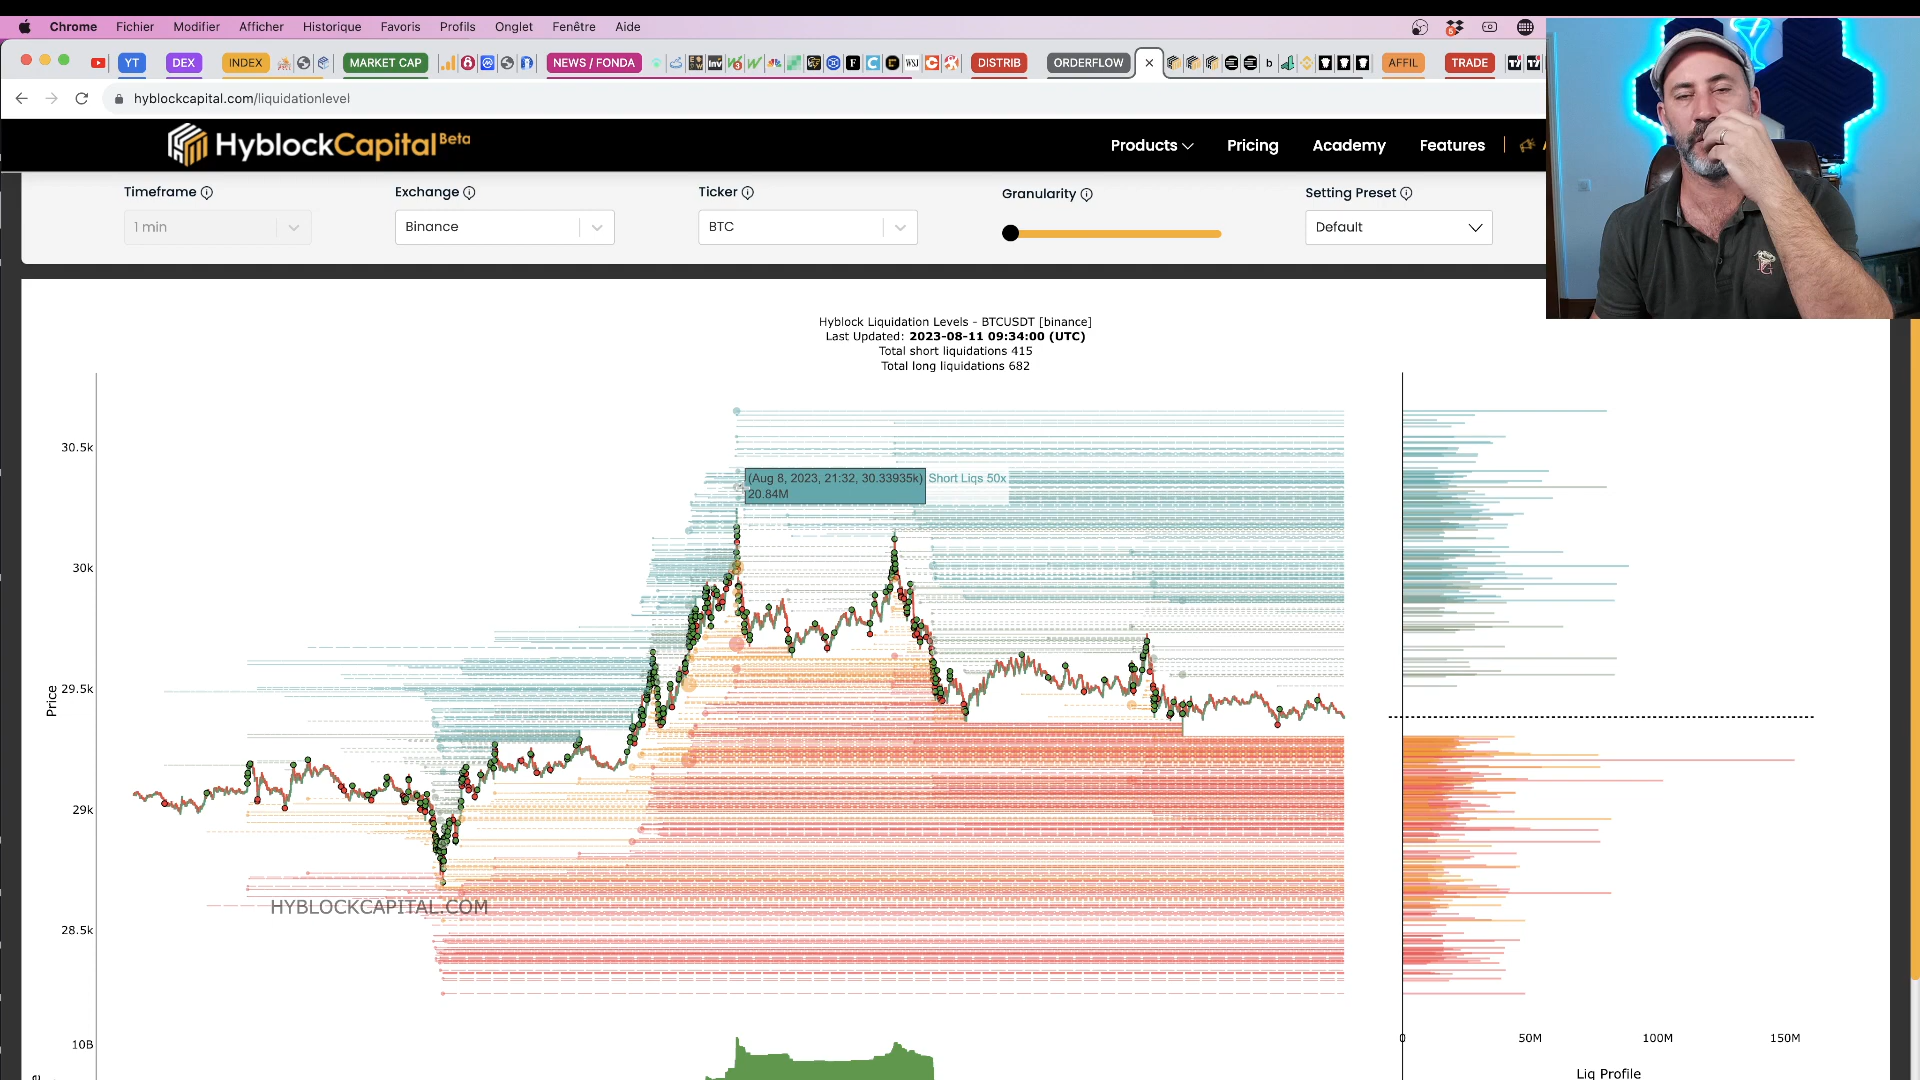 Chrome Fichier Modifier Afficher Historique Favoris Profils Onglet Fenêtre Aide
YT DEX INDEX MARKET CAP NEWS / FONDA DISTRIB ORDERFLOW AFFIL TRADE
hyblockcapital.com/liquidationlevel
HyblockCapital Beta
Products Pricing Academy Features
Timeframe Exchange Ticker Granularity Setting Preset
1 min Binance BTC Default
Hyblock Liquidation Levels - BTCUSDT [binance]
Last Updated: 2023-08-11 09:34:00 (UTC)
Total short liquidations 415
Total long liquidations 682
30.5k
(Aug 8, 2023, 21:32, 30.33935k) Short Liqs 50x
20.84M
30k
29.5k
Price
29k
HYBLOCKCAPITAL.COM
28.5k
10B
0 50M 100M 150M
Liq Profile